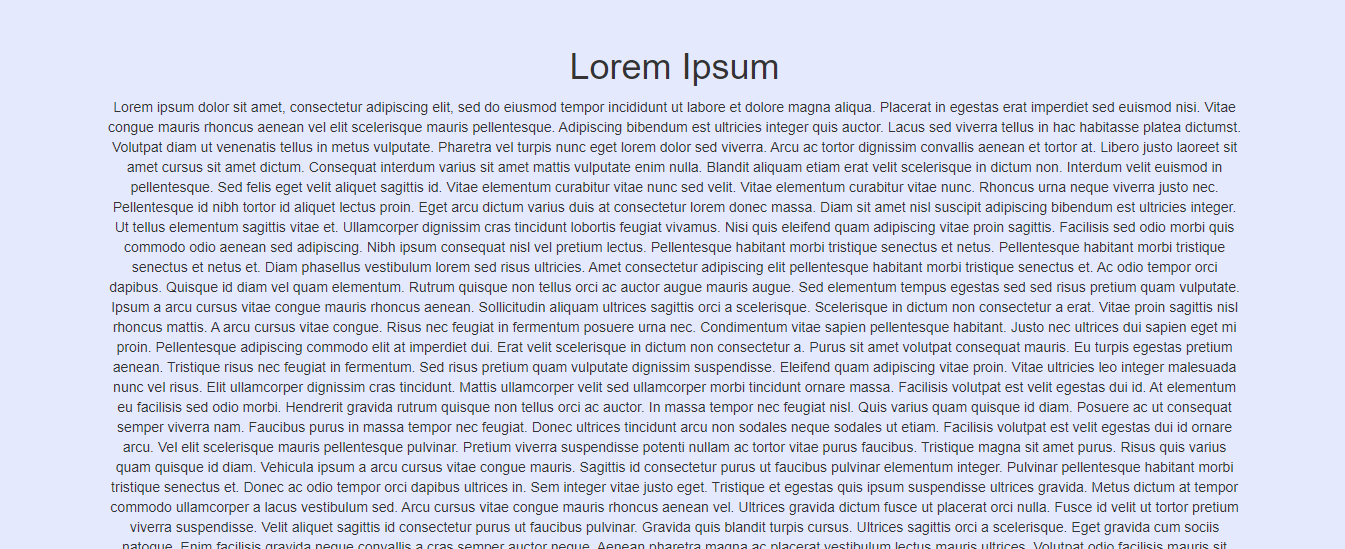 Lorem Ipsum
Lorem ipsum dolor sit amet, consectetur adipiscing elit, sed do eiusmod tempor incididunt ut labore et dolore magna aliqua. Placerat in egestas erat imperdiet sed euismod nisi. Vitae
congue mauris rhoncus aenean vel elit scelerisque mauris pellentesque. Adipiscing bibendum est ultricies integer quis auctor. Lacus sed viverra tellus in hac habitasse platea dictumst.
Volutpat diam ut venenatis tellus in metus vulputate. Pharetra vel turpis nunc eget lorem dolor sed viverra. Arcu ac tortor dignissim convallis aenean et tortor at. Libero justo laoreet sit
amet cursus sit amet dictum. Consequat interdum varius sit amet mattis vulputate enim nulla. Blandit aliquam etiam erat velit scelerisque in dictum non. Interdum velit euismod in
pellentesque. Sed felis eget velit aliquet sagittis id. Vitae elementum curabitur vitae nunc sed velit. Vitae elementum curabitur vitae nunc. Rhoncus urna neque viverra justo nec.
Pellentesque id nibh tortor id aliquet lectus proin. Eget arcu dictum varius duis at consectetur lorem donec massa. Diam sit amet nisl suscipit adipiscing bibendum est ultricies integer.
Ut tellus elementum sagittis vitae et. Ullamcorper dignissim cras tincidunt lobortis feugiat vivamus. Nisi quis eleifend quam adipiscing vitae proin sagittis. Facilisis sed odio morbi quis
commodo odio aenean sed adipiscing. Nibh ipsum consequat nisl vel pretium lectus. Pellentesque habitant morbi tristique senectus et netus. Pellentesque habitant morbi tristique
senectus et netus et. Diam phasellus vestibulum lorem sed risus ultricies. Amet consectetur adipiscing elit pellentesque habitant morbi tristique senectus et. Ac odio tempor orci
dapibus. Quisque id diam vel quam elementum. Rutrum quisque non tellus orci ac auctor augue mauris augue. Sed elementum tempus egestas sed sed risus pretium quam vulputate.
Ipsum a arcu cursus vitae congue mauris rhoncus aenean. Sollicitudin aliquam ultrices sagittis orci a scelerisque. Scelerisque in dictum non consectetur a erat. Vitae proin sagittis nisl
rhoncus mattis. A arcu cursus vitae congue. Risus nec feugiat in fermentum posuere urna nec. Condimentum vitae sapien pellentesque habitant. Justo nec ultrices dui sapien eget mi
proin. Pellentesque adipiscing commodo elit at imperdiet dui. Erat velit scelerisque in dictum non consectetur a. Purus sit amet volutpat consequat mauris. Eu turpis egestas pretium
aenean. Tristique risus nec feugiat in fermentum. Sed risus pretium quam vulputate dignissim suspendisse. Eleifend quam adipiscing vitae proin. Vitae ultricies leo integer malesuada
nunc vel risus. Elit ullamcorper dignissim cras tincidunt. Mattis ullamcorper velit sed ullamcorper morbi tincidunt ornare massa. Facilisis volutpat est velit egestas dui id. At elementum
eu facilisis sed odio morbi. Hendrerit gravida rutrum quisque non tellus orci ac auctor. In massa tempor nec feugiat nisl. Quis varius quam quisque id diam. Posuere ac ut consequat
semper viverra nam. Faucibus purus in massa tempor nec feugiat. Donec ultrices tincidunt arcu non sodales neque sodales ut etiam. Facilisis volutpat est velit egestas dui id ornare
arcu. Vel elit scelerisque mauris pellentesque pulvinar. Pretium viverra suspendisse potenti nullam ac tortor vitae purus faucibus. Tristique magna sit amet purus. Risus quis varius
quam quisque id diam. Vehicula ipsum a arcu cursus vitae congue mauris. Sagittis id consectetur purus ut faucibus pulvinar elementum integer. Pulvinar pellentesque habitant morbi
tristique senectus et. Donec ac odio tempor orci dapibus ultrices in. Sem integer vitae justo eget. Tristique et egestas quis ipsum suspendisse ultrices gravida. Metus dictum at tempor
commodo ullamcorper a lacus vestibulum sed. Arcu cursus vitae congue mauris rhoncus aenean vel. Ultrices gravida dictum fusce ut placerat orci nulla. Fusce id velit ut tortor pretium
viverra suspendisse. Velit aliquet sagittis id consectetur purus ut faucibus pulvinar. Gravida quis blandit turpis cursus. Ultrices sagittis orci a scelerisque. Eget gravida cum sociis
natoque. Enim facilisis gravida neque convallis a cras semper auctor neque. Aenean pharetra magna ac placerat vestibulum lectus mauris ultrices. Volutpat odio facilisis mauris sit